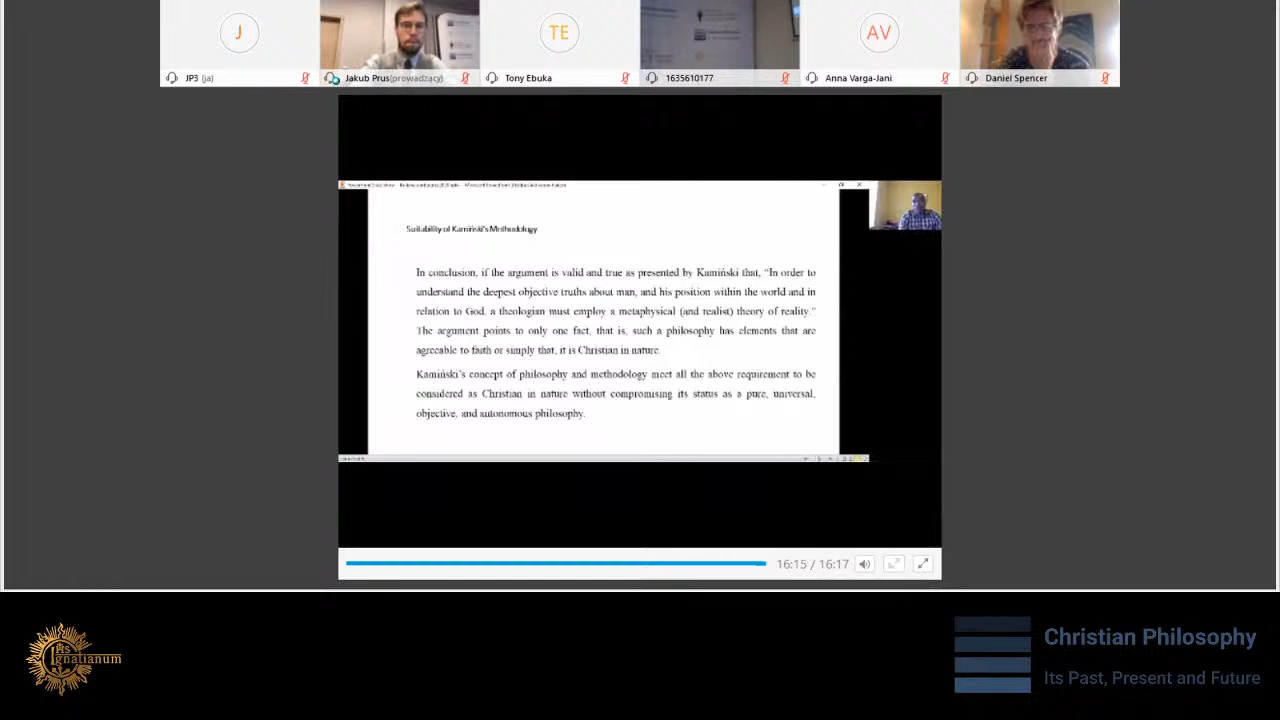 J
TE
AV
JP3 (ja)
Jakub Prus(prowadzący)
Tony Ebuka
1635610177
Anna Varga-Jani
Daniel Spencer
Suitability of Kamiński's Methodology
In conclusion, if the argument is valid and true as presented by Kamiński that, “In order to
understand the deepest objective truths about man, and his position within the world and in
relation to God, a theologian must employ a metaphysical (and realist) theory of reality.”
The argument points to only one fact, that is, such a philosophy has elements that are
agreeable to faith or simply that, it is Christian in nature.
Kamiński’s concept of philosophy and methodology meet all the above requirement to be
considered as Christian in nature without compromising its status as a pure, universal,
objective, and autonomous philosophy.
16:15 / 16:17
IHS
Ignatianum
Christian Philosophy
Its Past, Present and Future